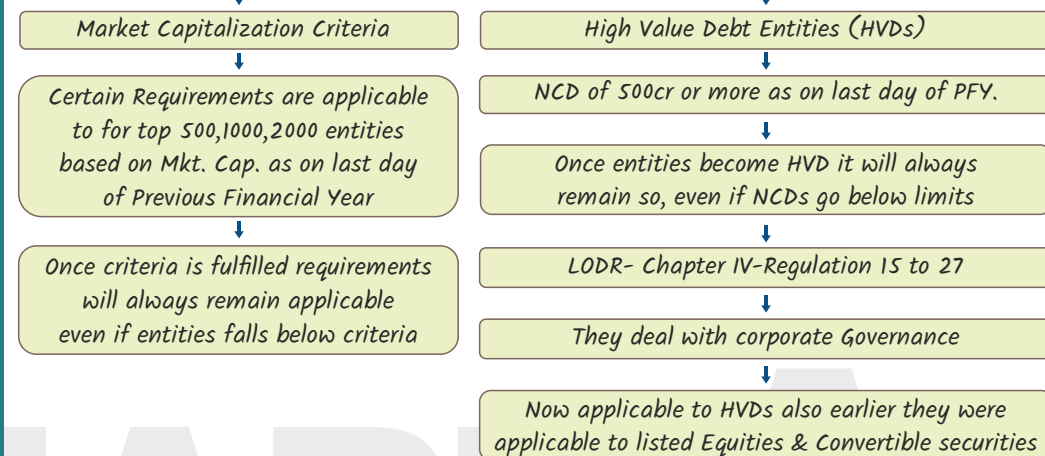 Market Capitalization Criteria
Certain Requirements are applicable
to for top 500,1000,2000 entities
based on Mkt. Cap. as on last day
of Previous Financial Year
Once criteria is fulfilled requirements
will always remain applicable
even if entities falls below criteria
High Value Debt Entities (HVDs)
NCD of 500cr or more as on last day of PFY.
Once entities become HVD it will always
remain so, even if NCDs go below limits
LODR- Chapter IV-Regulation 15 to 27
They deal with corporate Governance
Now applicable to HVDs also earlier they were
applicable to listed Equities & Convertible securities